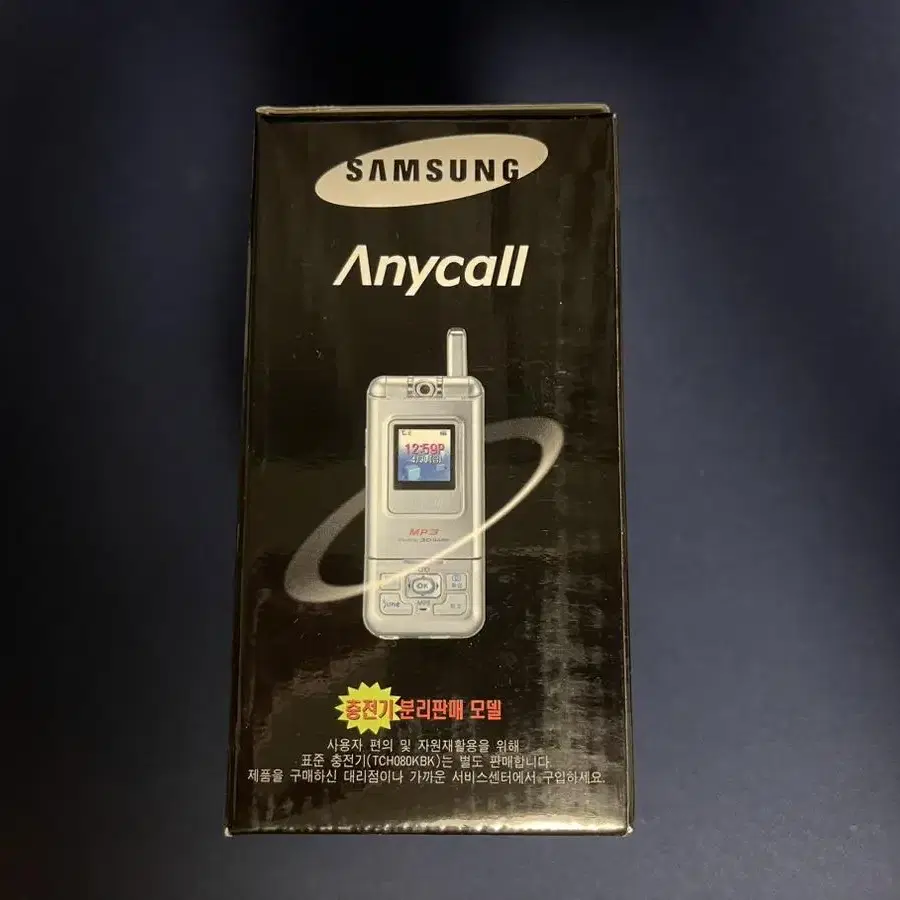 SAMSUNG
Anycall
12:59P
MP3
OK
June
MP3
충전기 분리판매 모델
사용자 편의 및 자원재활용을 위해
표준 충전기(TCH080KBK)는 별도 판매합니다.
제품을 구매하신 대리점이나 가까운 서비스센터에서 구입하세요.